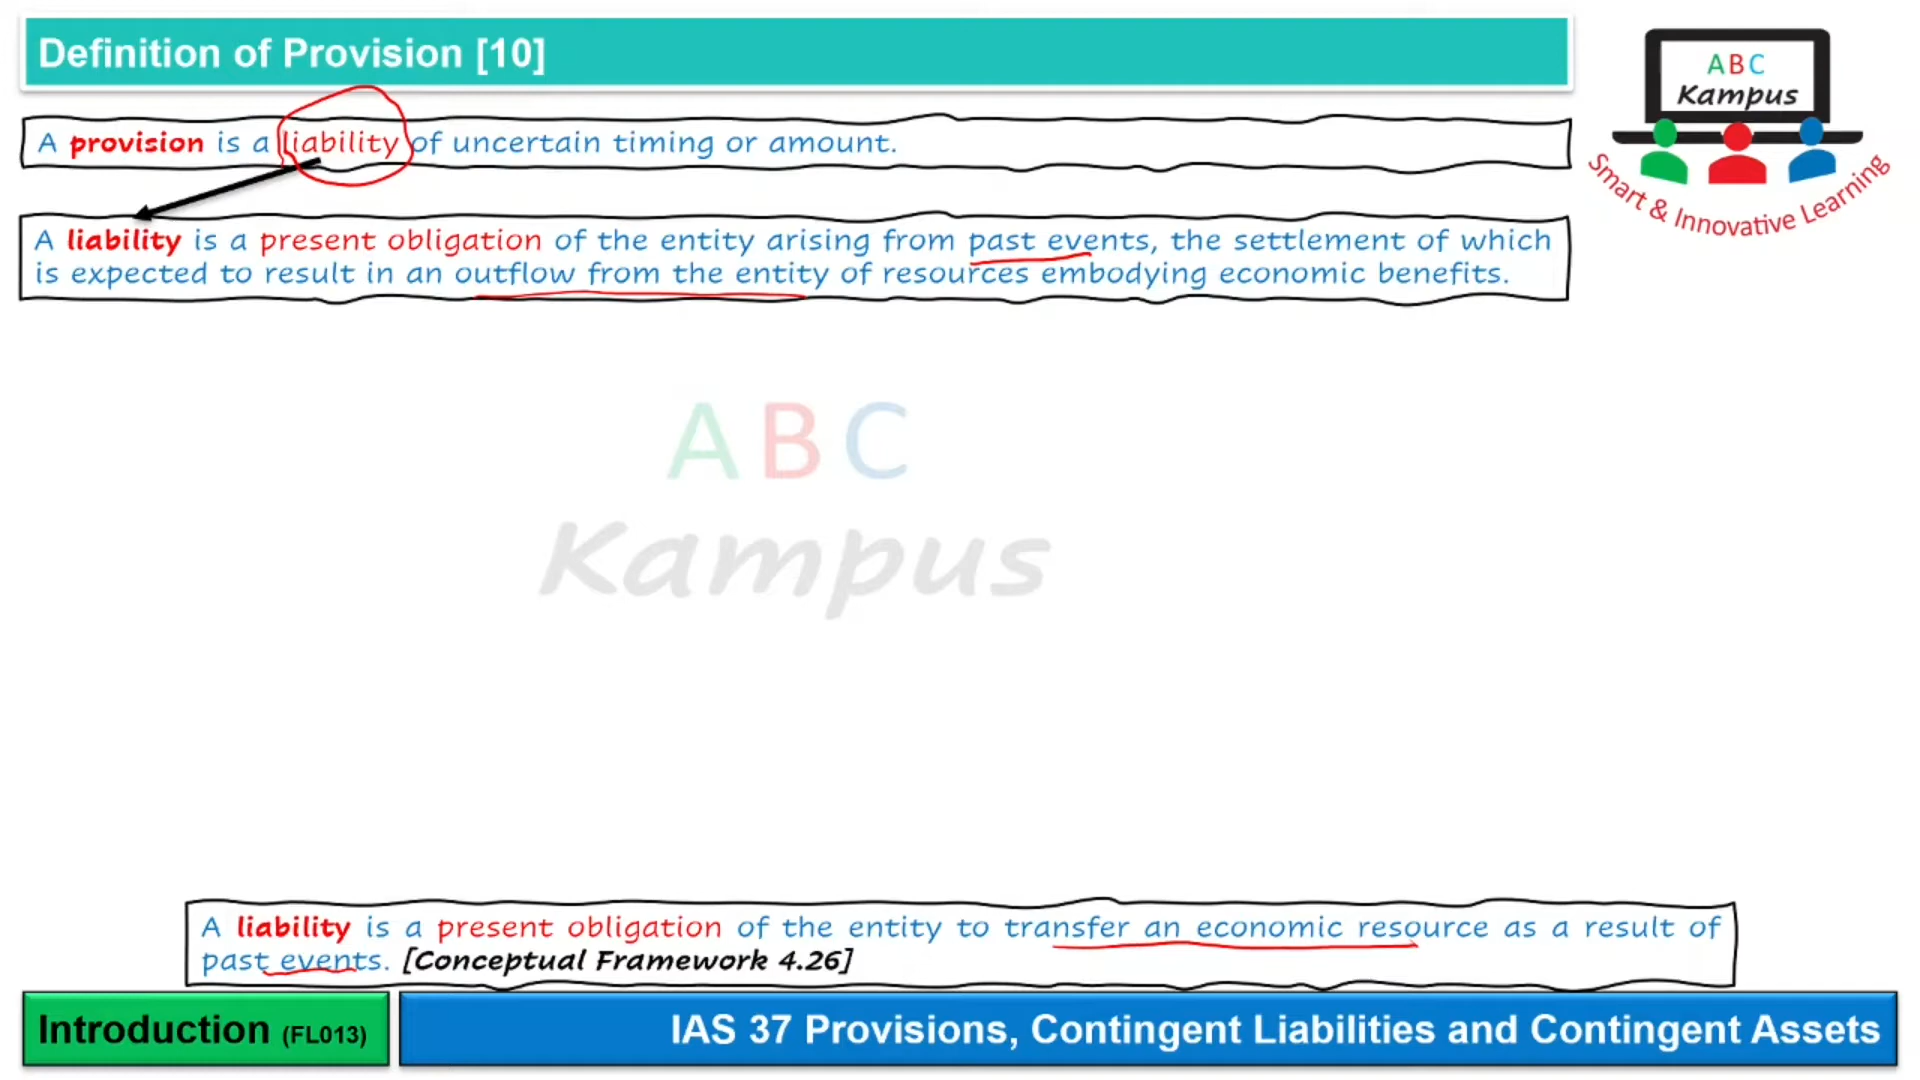 Definition of Provision [10]
ABC
Kampus
Smart & Innovative Learning
A provision is a liability of uncertain timing or amount.
A liability is a present obligation of the entity arising from past events, the settlement of which
is expected to result in an outflow from the entity of resources embodying economic benefits.
ABC
Kampus
A liability is a present obligation of the entity to transfer an economic resource as a result of
past events. [Conceptual Framework 4.26]
Introduction (FL013)
IAS 37 Provisions, Contingent Liabilities and Contingent Assets